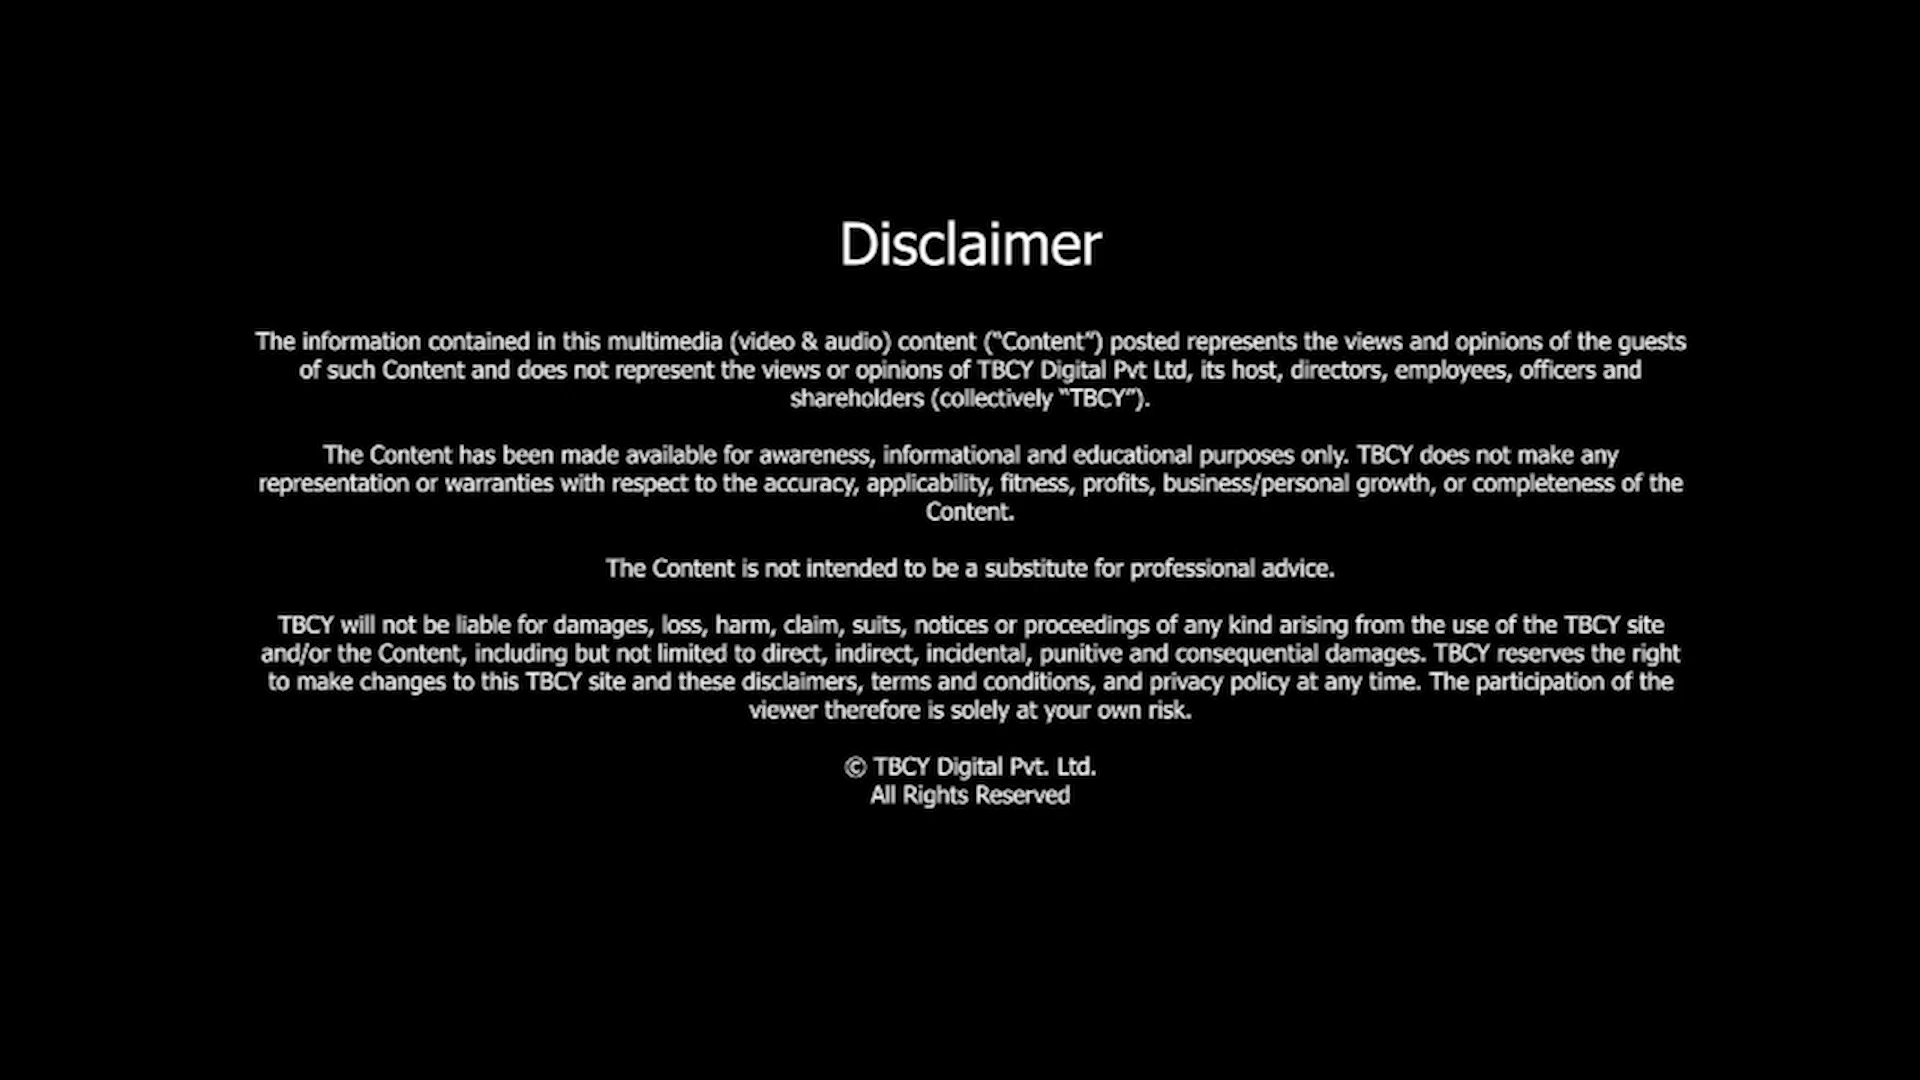 Disclaimer
The information contained in this multimedia (video & audio) content (“Content”) posted represents the views and opinions of the guests
of such Content and does not represent the views or opinions of TBCY Digital Pvt Ltd, its host, directors, employees, officers and
shareholders (collectively “TBCY”).
The Content has been made available for awareness, informational and educational purposes only. TBCY does not make any
representation or warranties with respect to the accuracy, applicability, fitness, profits, business/personal growth, or completeness of the
Content.
The Content is not intended to be a substitute for professional advice.
TBCY will not be liable for damages, loss, harm, claim, suits, notices or proceedings of any kind arising from the use of the TBCY site
and/or the Content, including but not limited to direct, indirect, incidental, punitive and consequential damages. TBCY reserves the right
to make changes to this TBCY site and these disclaimers, terms and conditions, and privacy policy at any time. The participation of the
viewer therefore is solely at your own risk.
© TBCY Digital Pvt. Ltd.
All Rights Reserved